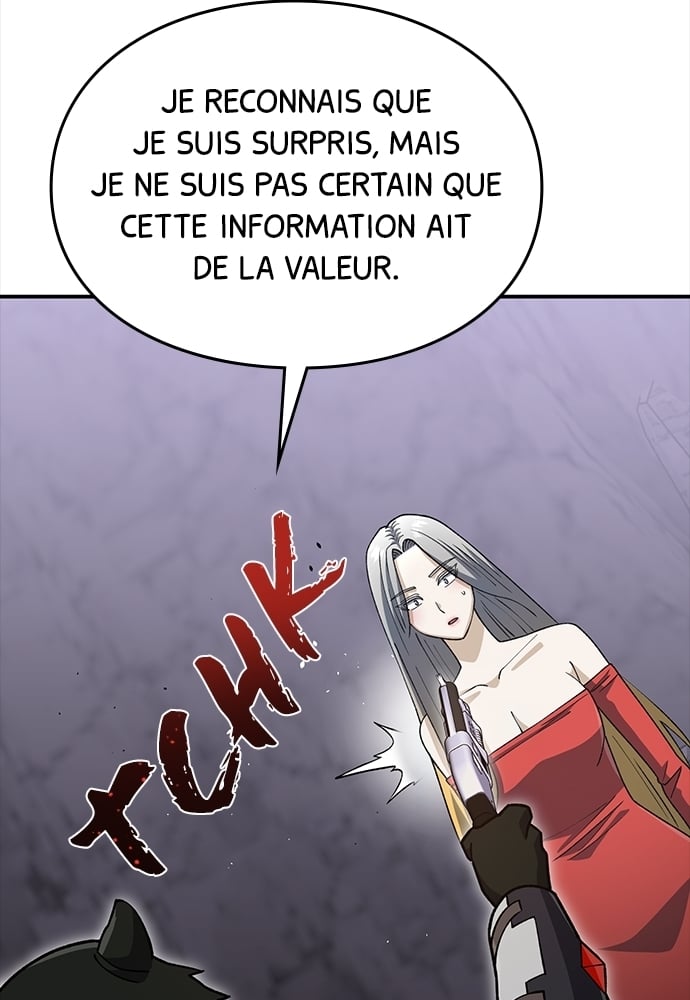 JE RECONNAIS QUE
JE SUIS SURPRIS, MAIS
JE NE SUIS PAS CERTAIN QUE
CETTE INFORMATION AIT
DE LA VALEUR.
TCHK